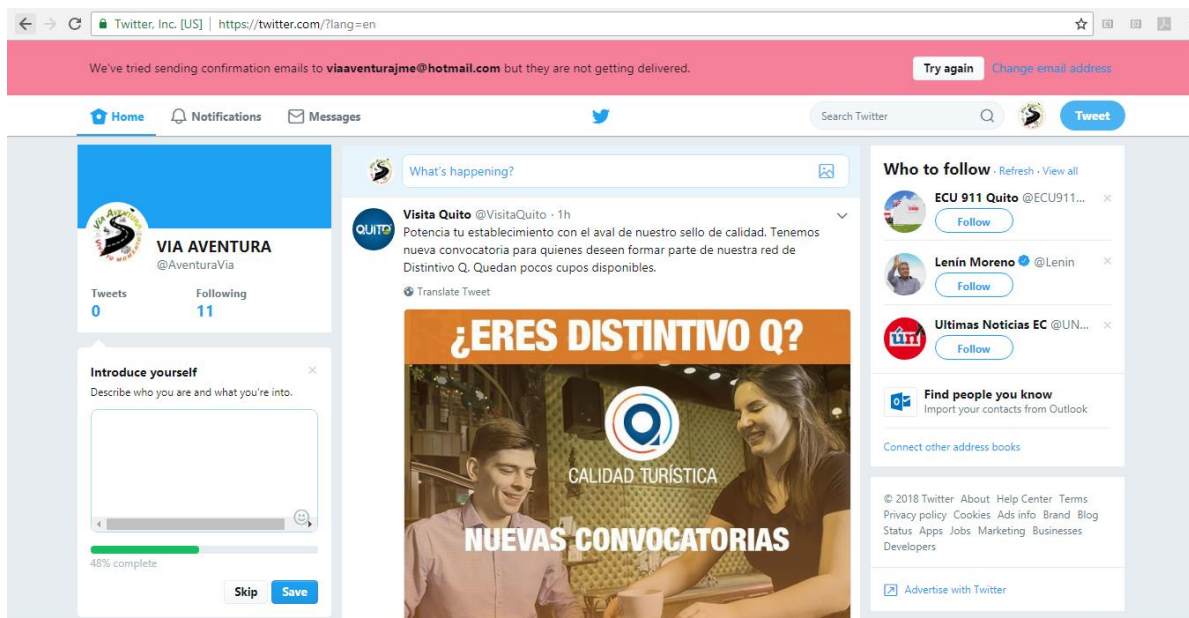 Twitter, Inc. [US] | https://twitter.com/?lang=en
We've tried sending confirmation emails to viaaventurajme@hotmail.com but they are not getting delivered.
Try again
Change email address
Home
Notifications
Messages
Search Twitter
Tweet
VIA AVENTURA
@AventuraVia
Tweets
Following
0
11
Introduce yourself
Describe who you are and what you're into.
48% complete
Skip
Save
What's happening?
QUITO
Visita Quito @VisitaQuito · 1h
Potencia tu establecimiento con el aval de nuestro sello de calidad. Tenemos
nueva convocatoria para quienes deseen formar parte de nuestra red de
Distintivo Q. Quedan pocos cupos disponibles.
Translate Tweet
¿ERES DISTINTIVO Q?
Q
CALIDAD TURÍSTICA
NUEVAS CONVOCATORIAS
Who to follow · Refresh · View all
ECU 911 Quito @ECU911...
Follow
Lenín Moreno @Lenin
Follow
ún
Ultimas Noticias EC @UN...
Follow
Find people you know
Import your contacts from Outlook
Connect other address books
© 2018 Twitter About Help Center Terms
Privacy policy Cookies Ads info Brand Blog
Status Apps Jobs Marketing Businesses
Developers
Advertise with Twitter